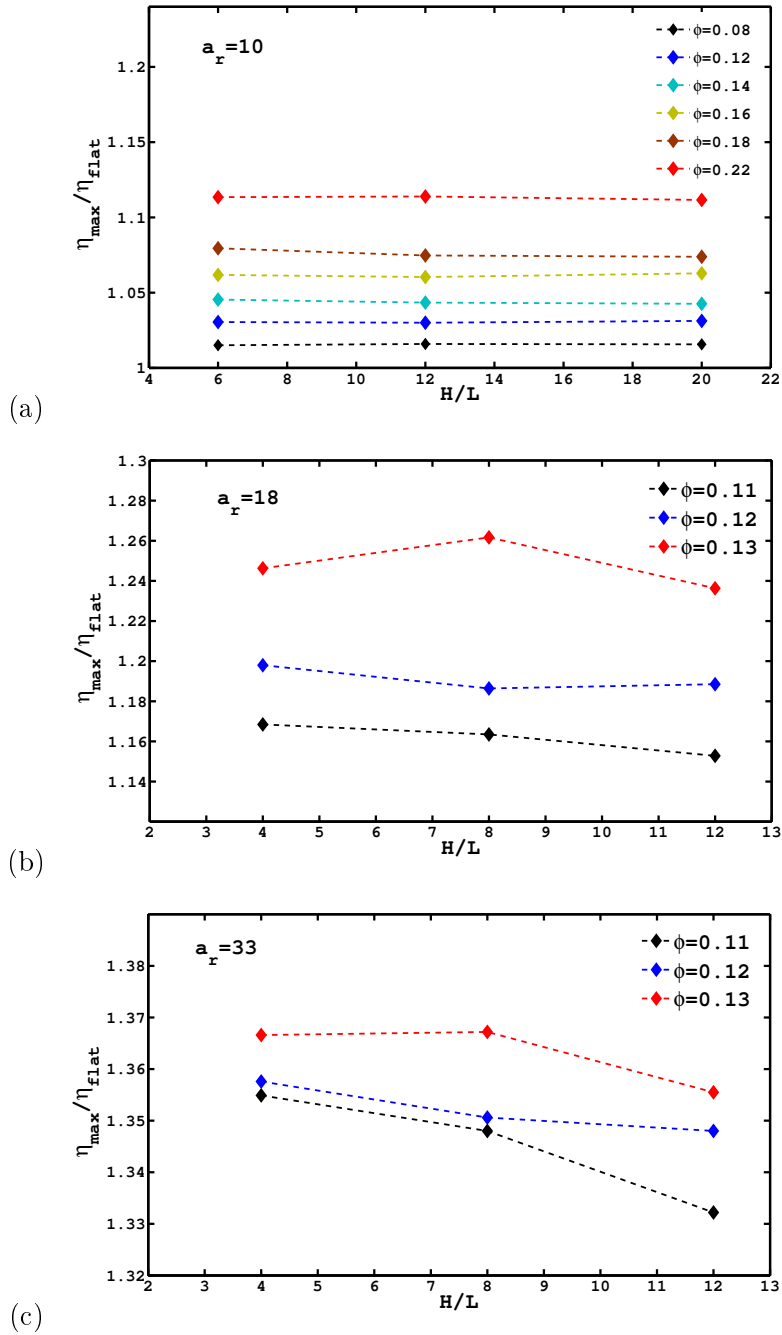 a_r=10
φ=0.08
φ=0.12
φ=0.14
φ=0.16
φ=0.18
φ=0.22
η_max/η_flat
1.2
1.15
1.1
1.05
1
4 6 8 10 12 14 16 18 20 22
H/L
(a)
a_r=18
φ=0.11
φ=0.12
φ=0.13
η_max/η_flat
1.3
1.28
1.26
1.24
1.22
1.2
1.18
1.16
1.14
2 3 4 5 6 7 8 9 10 11 12 13
H/L
(b)
a_r=33
φ=0.11
φ=0.12
φ=0.13
η_max/η_flat
1.38
1.37
1.36
1.35
1.34
1.33
1.32
2 3 4 5 6 7 8 9 10 11 12 13
H/L
(c)